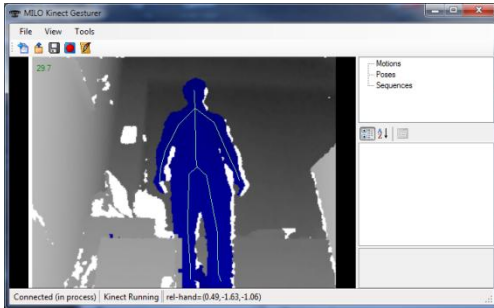 MILO Kinect Gesturer
File View Tools
29.7
Motions
Poses
Sequences
Connected (in process) Kinect Running rel-hand=(0.49,-1.63,-1.06)